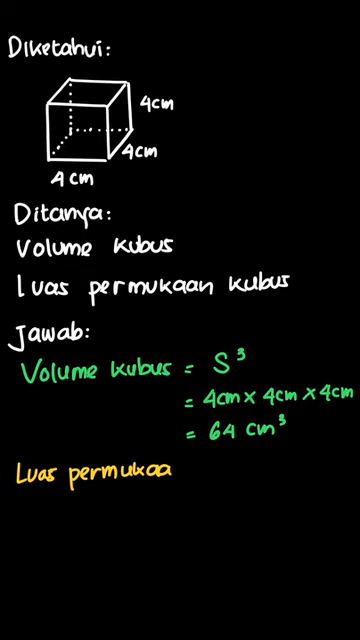 Diketahui:
4cm
4cm
4cm
Ditanya:
Volume kubus
Luas permukaan kubus
Jawab:
Volume kubus = S³
= 4cm × 4cm × 4cm
= 64 cm³
Luas permukaa